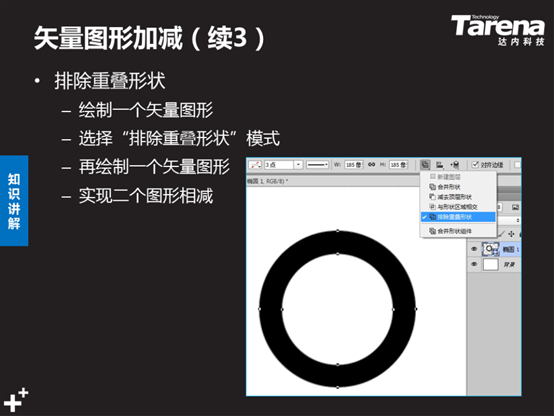 矢量图形加减（续3）
Technology
Tarena
达内科技
• 排除重叠形状
– 绘制一个矢量图形
– 选择“排除重叠形状”模式
– 再绘制一个矢量图形
– 实现二个图形相减
知识讲解
3点 W: 185 像 H: 185 像 对齐边缘
椭圆 1, RGB/8) *
新建图层
合并形状
减去顶层形状
与形状区域相交
排除重叠形状
合并形状组件
椭圆 1
背景